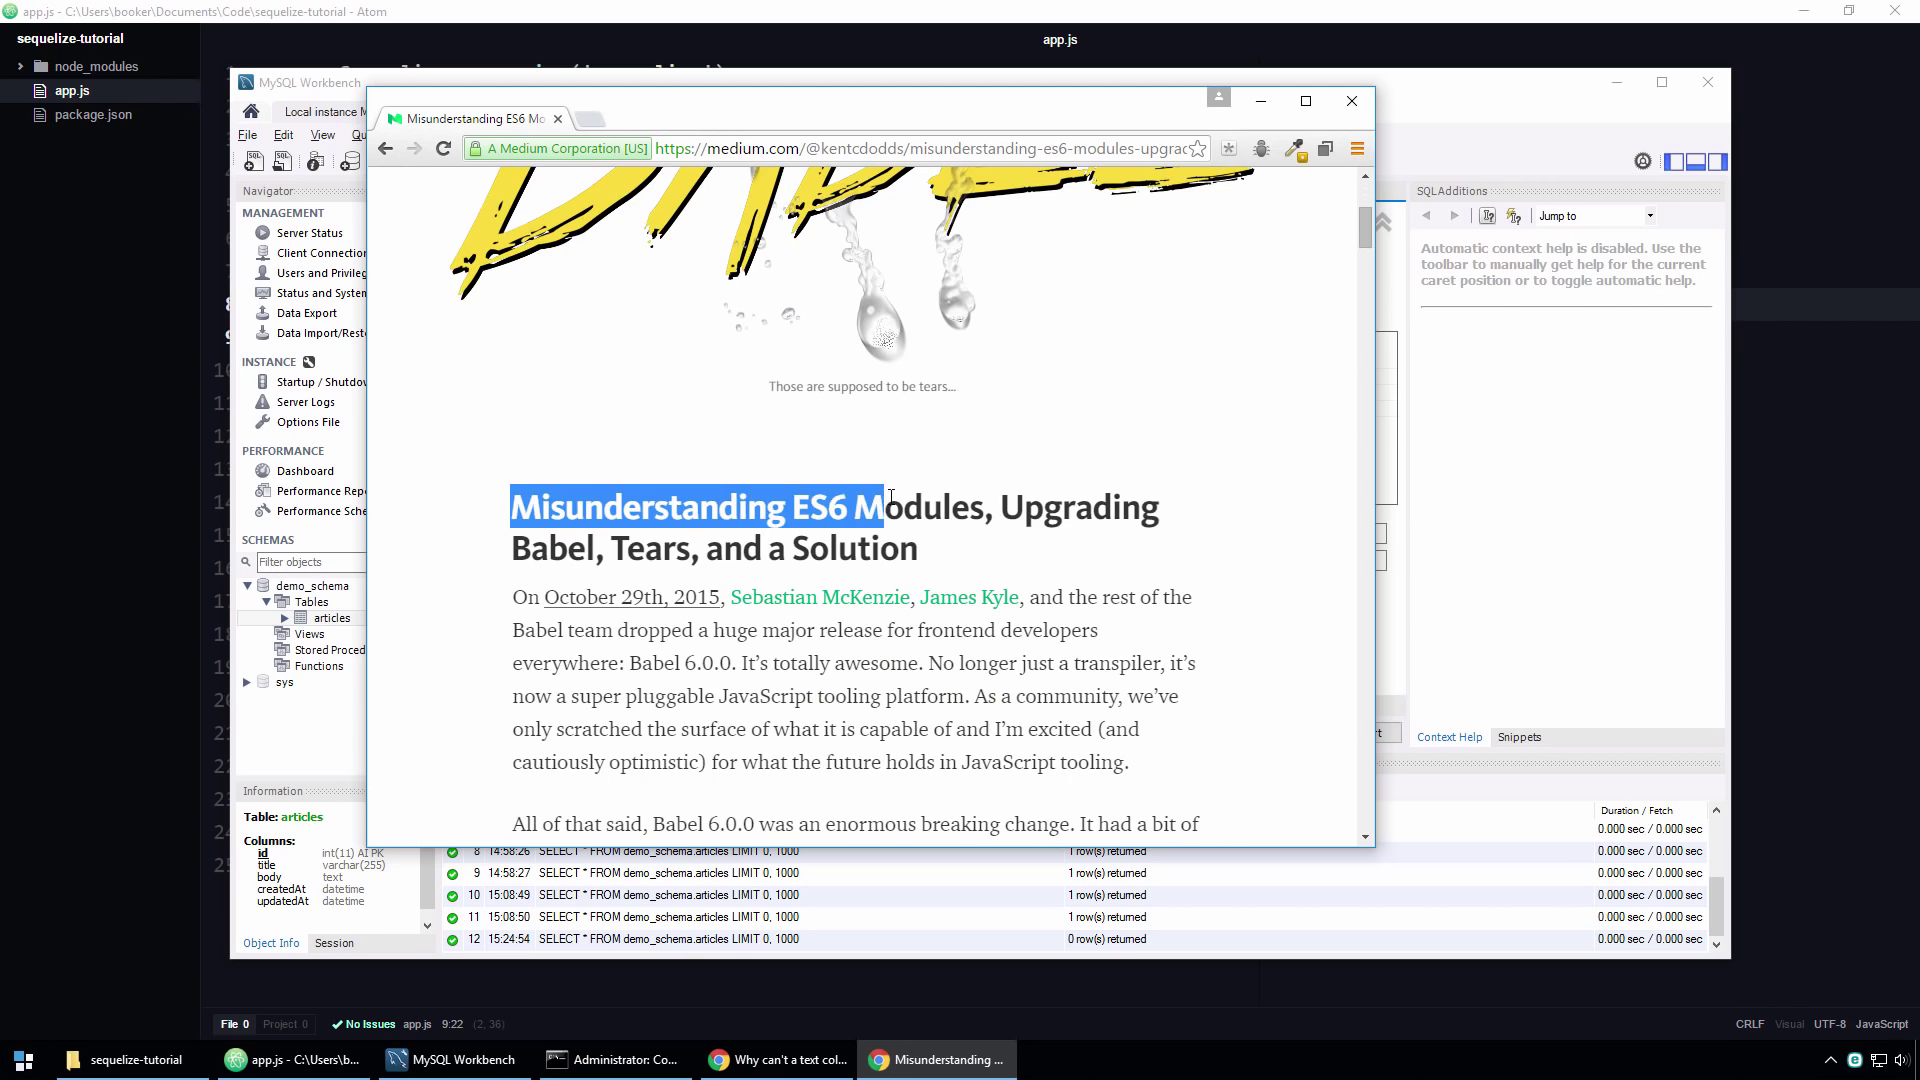 app.js - C:\Users\booker\Documents\Code\sequelize-tutorial - Atom
sequelize-tutorial
node_modules
app.js
package.json
app.js
MySQL Workbench
Local instance M
File Edit View Qu
Navigator
MANAGEMENT
Server Status
Client Connection
Users and Privileg
Status and System
Data Export
Data Import/Resto
INSTANCE
Startup / Shutdow
Server Logs
Options File
PERFORMANCE
Dashboard
Performance Repo
Performance Sche
SCHEMAS
Filter objects
demo_schema
Tables
articles
Views
Stored Proced
Functions
sys
Information
Table: articles
Columns:
id int(11) AI PK
title varchar(255)
body text
createdAt datetime
updatedAt datetime
Object Info Session
Misunderstanding ES6 Mo
A Medium Corporation [US] https://medium.com/@kentcdodds/misunderstanding-es6-modules-upgrad
Those are supposed to be tears...
Misunderstanding ES6 Modules, Upgrading
Babel, Tears, and a Solution
On October 29th, 2015, Sebastian McKenzie, James Kyle, and the rest of the
Babel team dropped a huge major release for frontend developers
everywhere: Babel 6.0.0. It’s totally awesome. No longer just a transpiler, it’s
now a super pluggable JavaScript tooling platform. As a community, we’ve
only scratched the surface of what it is capable of and I’m excited (and
cautiously optimistic) for what the future holds in JavaScript tooling.
All of that said, Babel 6.0.0 was an enormous breaking change. It had a bit of
SQLAdditions
Jump to
Automatic context help is disabled. Use the
toolbar to manually get help for the current
caret position or to toggle automatic help.
Context Help Snippets
Duration / Fetch
0.000 sec / 0.000 sec
8 14:58:26 SELECT * FROM demo_schema.articles LIMIT 0, 1000 1 row(s) returned 0.000 sec / 0.000 sec
9 14:58:27 SELECT * FROM demo_schema.articles LIMIT 0, 1000 1 row(s) returned 0.000 sec / 0.000 sec
10 15:08:49 SELECT * FROM demo_schema.articles LIMIT 0, 1000 1 row(s) returned 0.000 sec / 0.000 sec
11 15:08:50 SELECT * FROM demo_schema.articles LIMIT 0, 1000 1 row(s) returned 0.000 sec / 0.000 sec
12 15:24:54 SELECT * FROM demo_schema.articles LIMIT 0, 1000 0 row(s) returned 0.000 sec / 0.000 sec
File 0 Project 0 No Issues app.js 9:22 (2, 36) CRLF Visual UTF-8 JavaScript
sequelize-tutorial app.js - C:\Users\b... MySQL Workbench Administrator: Co... Why can't a text col... Misunderstanding ...